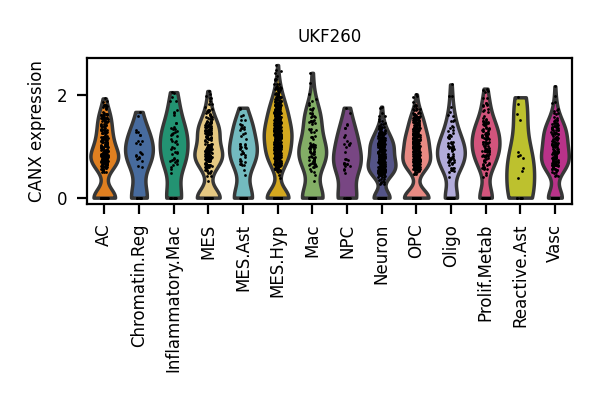 UKF260
CANX expression
2
0
AC
Chromatin.Reg
Inflammatory.Mac
MES
MES.Ast
MES.Hyp
Mac
NPC
Neuron
OPC
Oligo
Prolif.Metab
Reactive.Ast
Vasc